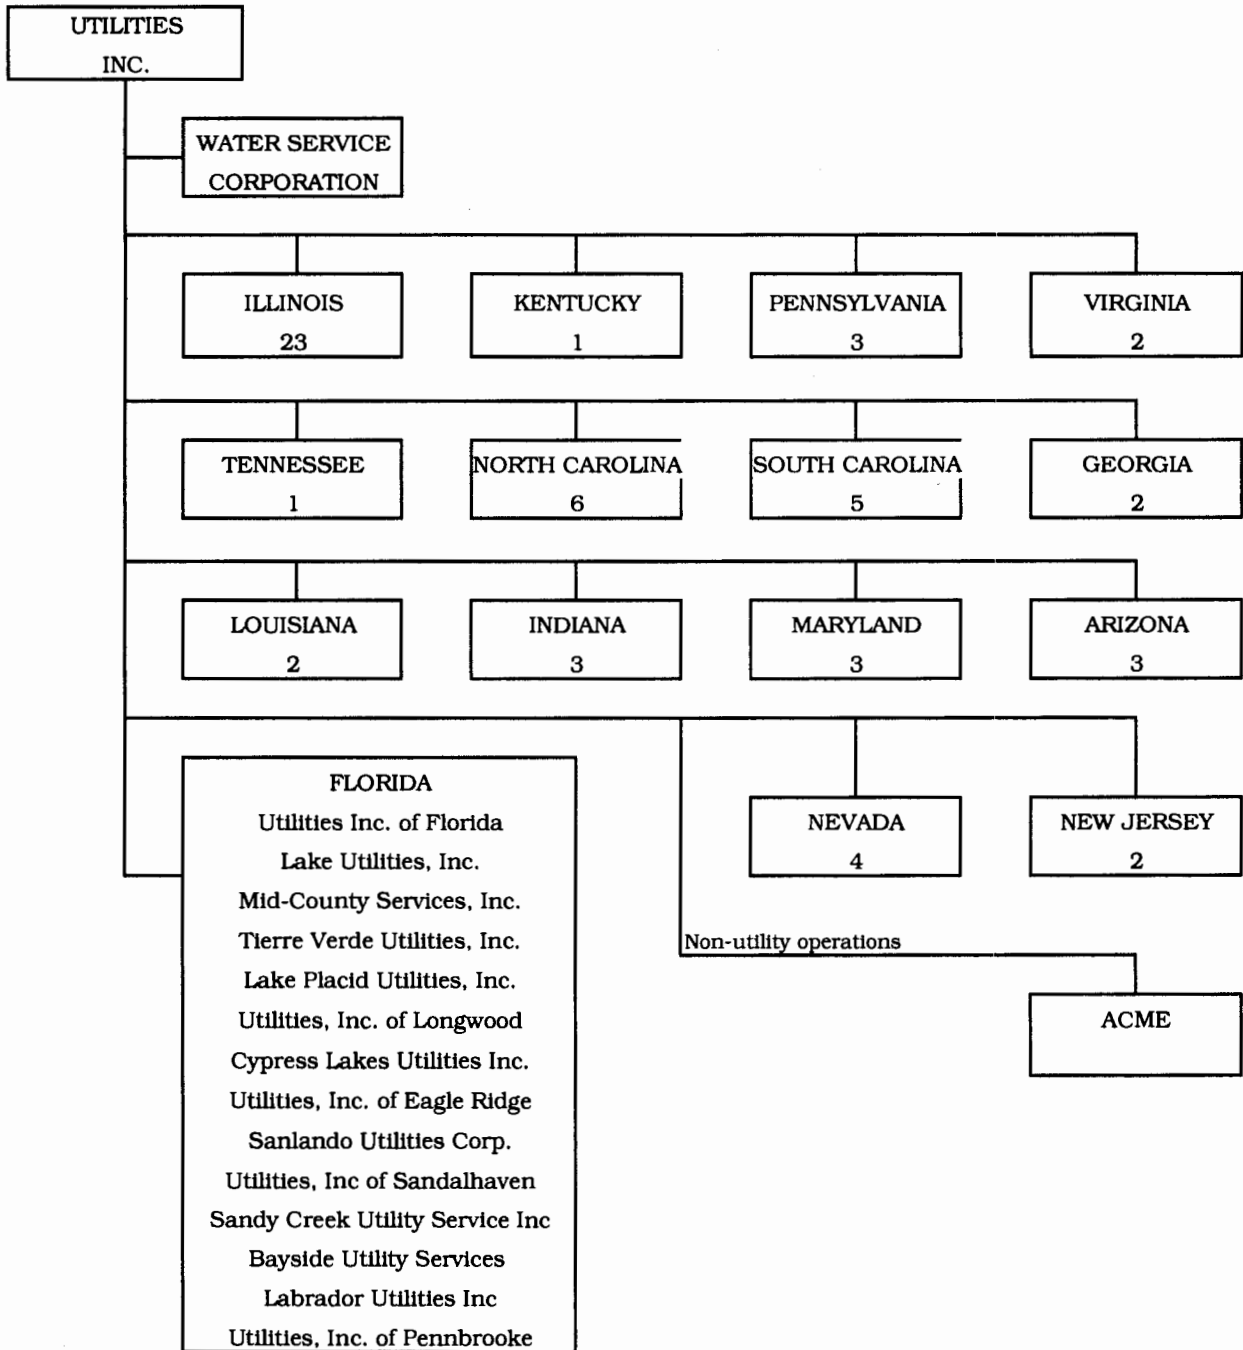 UTILITIES
INC.
WATER SERVICE
CORPORATION
ILLINOIS
23
KENTUCKY
1
PENNSYLVANIA
3
VIRGINIA
2
TENNESSEE
1
NORTH CAROLINA
6
SOUTH CAROLINA
5
GEORGIA
2
LOUISIANA
2
INDIANA
3
MARYLAND
3
ARIZONA
3
FLORIDA
Utilities Inc. of Florida
Lake Utilities, Inc.
Mid-County Services, Inc.
Tierre Verde Utilities, Inc.
Lake Placid Utilities, Inc.
Utilities, Inc. of Longwood
Cypress Lakes Utilities Inc.
Utilities, Inc. of Eagle Ridge
Sanlando Utilities Corp.
Utilities, Inc of Sandalhaven
Sandy Creek Utility Service Inc
Bayside Utility Services
Labrador Utilities Inc
Utilities, Inc. of Pennbrooke
NEVADA
4
NEW JERSEY
2
Non-utility operations
ACME